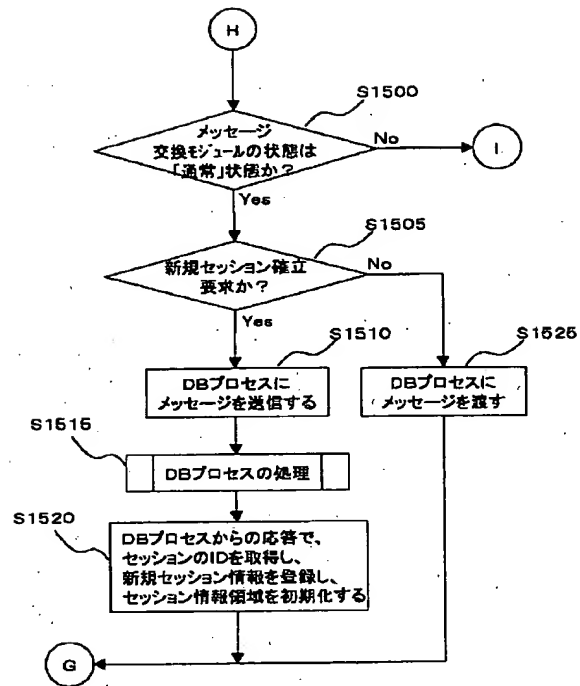 H
S1500
メッセージ
交換モジュールの状態は
「通常」状態か？
No
I
Yes
S1505
新規セッション確立
要求か？
No
Yes
S1510
S1525
DBプロセスに
メッセージを送信する
DBプロセスに
メッセージを渡す
S1515
DBプロセスの処理
S1520
DBプロセスからの応答で、
セッションのIDを取得し、
新規セッション情報を登録し、
セッション情報領域を初期化する
G